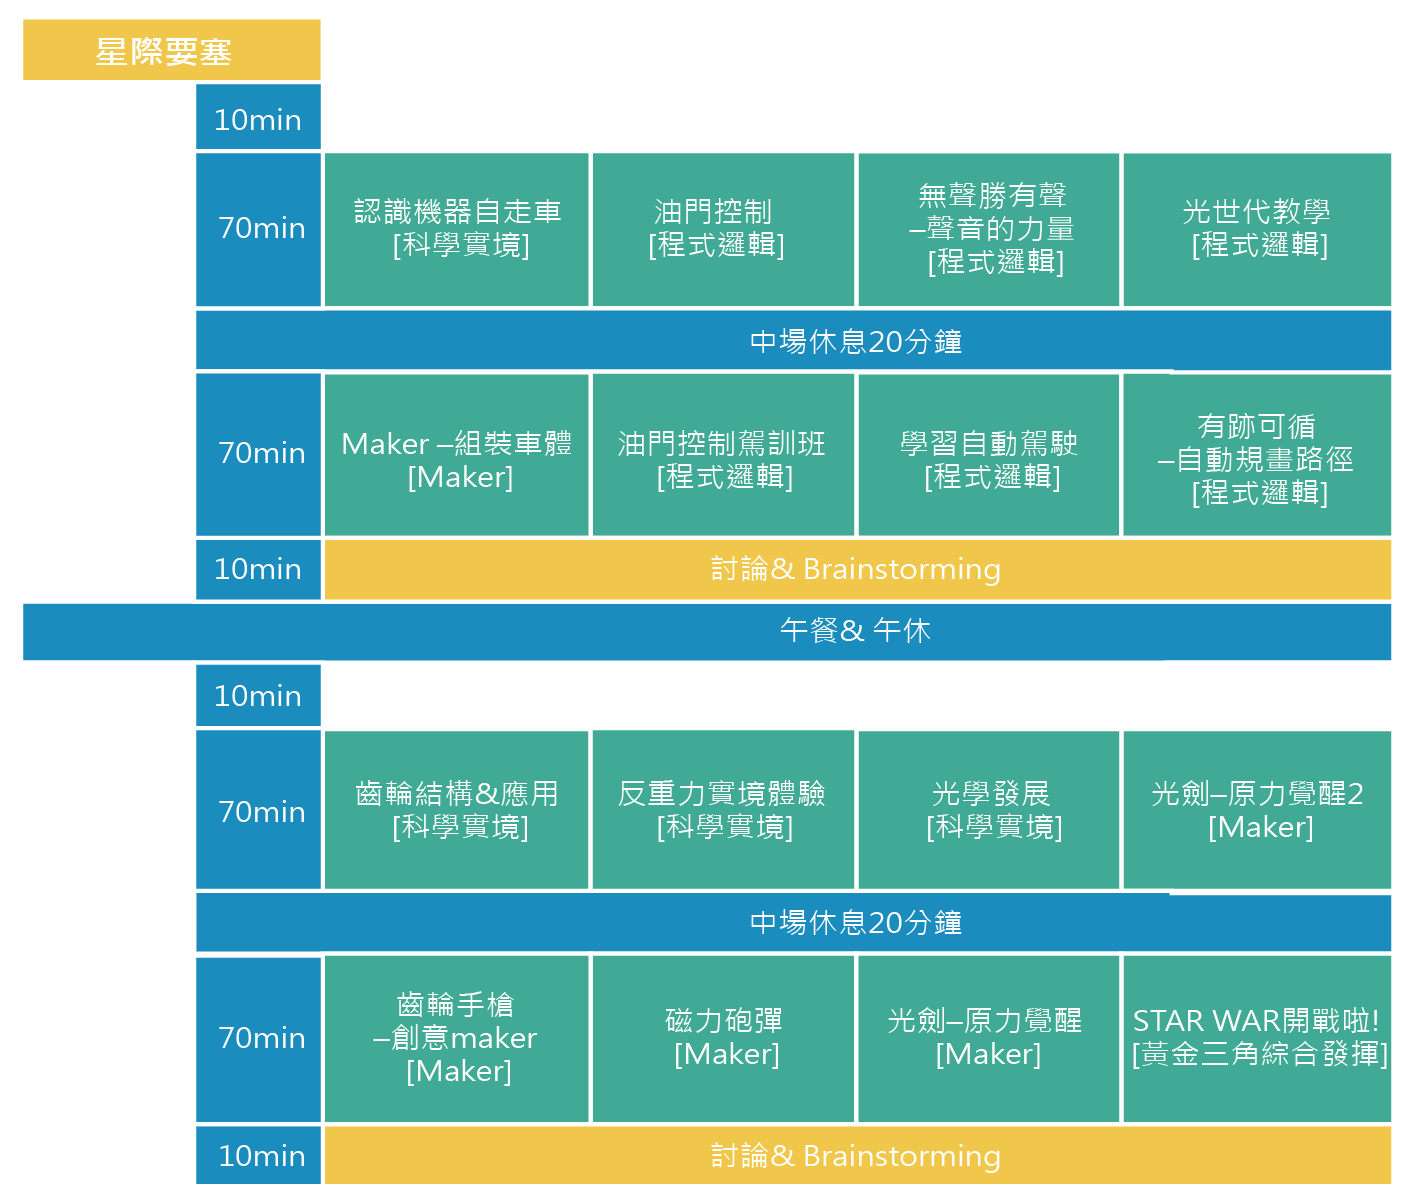 星際要塞
10min
70min
認識機器自走車
[科學實境]
油門控制
[程式邏輯]
無聲勝有聲
–聲音的力量
[程式邏輯]
光世代教學
[程式邏輯]
中場休息20分鐘
70min
Maker –組裝車體
[Maker]
油門控制駕訓班
[程式邏輯]
學習自動駕駛
[程式邏輯]
有跡可循
–自動規畫路徑
[程式邏輯]
10min
討論& Brainstorming
午餐& 午休
10min
70min
齒輪結構&應用
[科學實境]
反重力實境體驗
[科學實境]
光學發展
[科學實境]
光劍–原力覺醒2
[Maker]
中場休息20分鐘
70min
齒輪手槍
–創意maker
[Maker]
磁力砲彈
[Maker]
光劍–原力覺醒
[Maker]
STAR WAR開戰啦!
[黃金三角綜合發揮]
10min
討論& Brainstorming